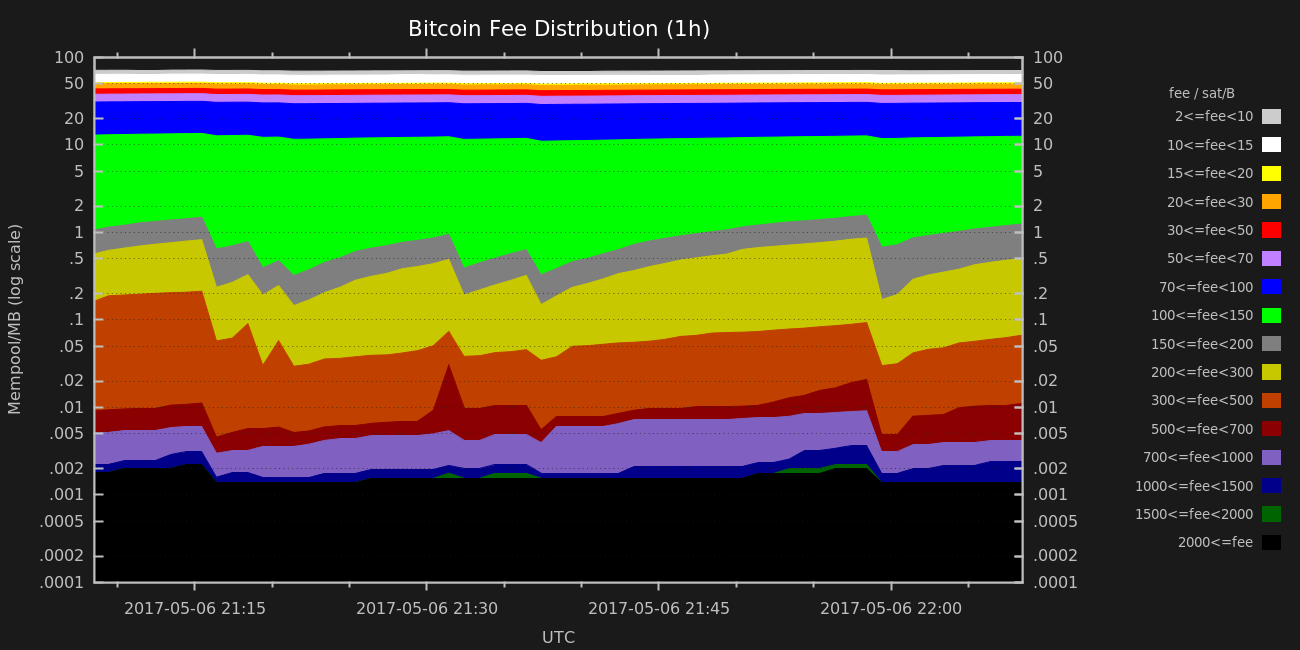 Bitcoin Fee Distribution (1h)
Mempool/MB (log scale)
100
50
20
10
5
2
1
.5
.2
.1
.05
.02
.01
.005
.002
.001
.0005
.0002
.0001
100
50
20
10
5
2
1
.5
.2
.1
.05
.02
.01
.005
.002
.001
.0005
.0002
.0001
2017-05-06 21:15
2017-05-06 21:30
2017-05-06 21:45
2017-05-06 22:00
UTC
fee / sat/B
2<=fee<10
10<=fee<15
15<=fee<20
20<=fee<30
30<=fee<50
50<=fee<70
70<=fee<100
100<=fee<150
150<=fee<200
200<=fee<300
300<=fee<500
500<=fee<700
700<=fee<1000
1000<=fee<1500
1500<=fee<2000
2000<=fee